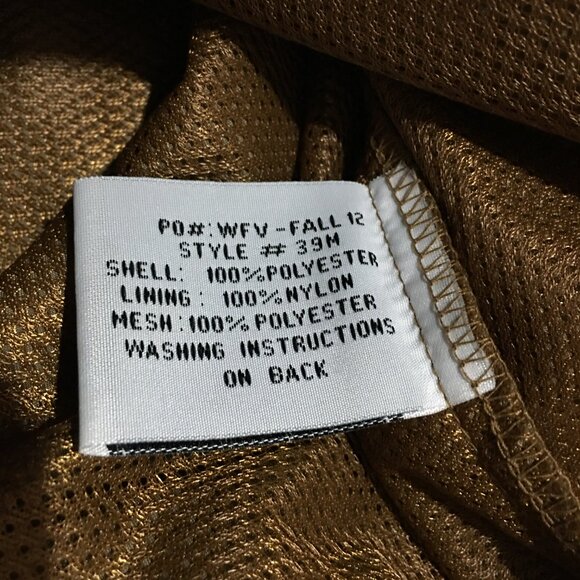 PO#: WFV-FALL 12
STYLE # 39M
SHELL: 100%POLYESTER
LINING: 100%NYLON
MESH:100%POLYESTER
WASHING INSTRUCTIONS
ON BACK